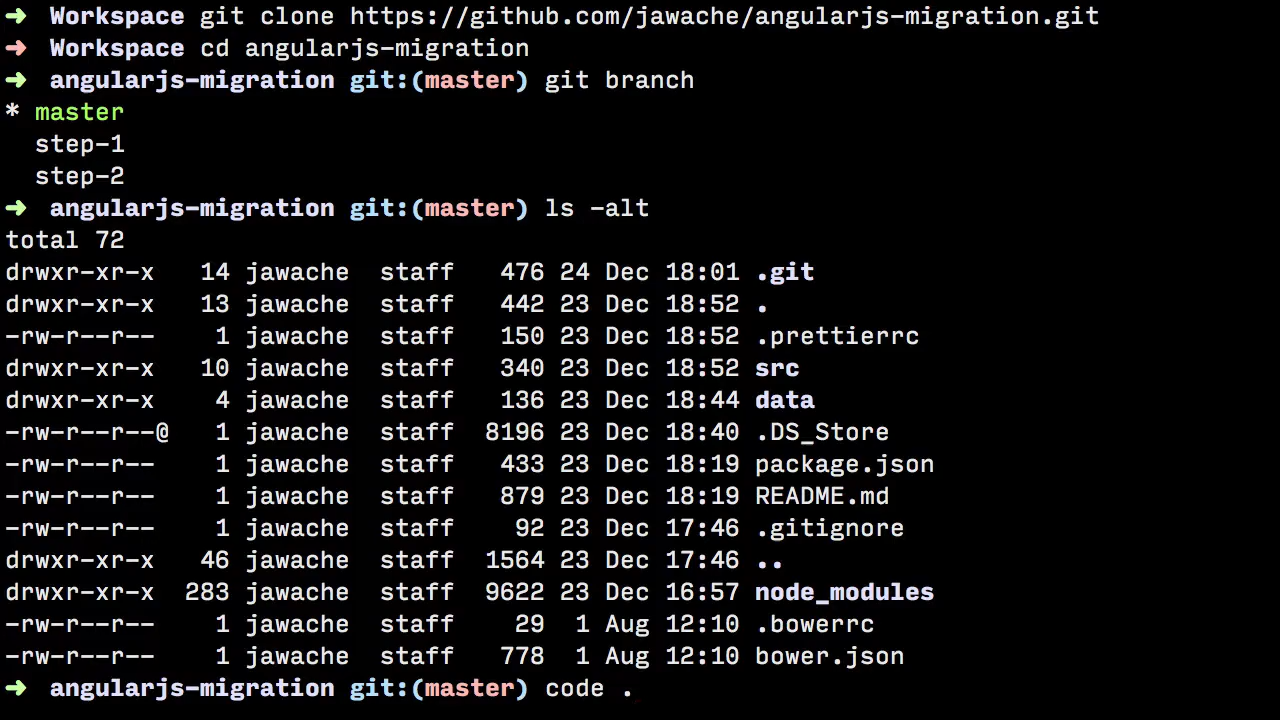 ➜  Workspace git clone https://github.com/jawache/angularjs-migration.git
➜  Workspace cd angularjs-migration
➜  angularjs-migration git:(master) git branch
* master
  step-1
  step-2
➜  angularjs-migration git:(master) ls -alt
total 72
drwxr-xr-x   14 jawache  staff   476 24 Dec 18:01 .git
drwxr-xr-x   13 jawache  staff   442 23 Dec 18:52 .
-rw-r--r--    1 jawache  staff   150 23 Dec 18:52 .prettierrc
drwxr-xr-x   10 jawache  staff   340 23 Dec 18:52 src
drwxr-xr-x    4 jawache  staff   136 23 Dec 18:44 data
-rw-r--r--@   1 jawache  staff  8196 23 Dec 18:40 .DS_Store
-rw-r--r--    1 jawache  staff   433 23 Dec 18:19 package.json
-rw-r--r--    1 jawache  staff   879 23 Dec 18:19 README.md
-rw-r--r--    1 jawache  staff    92 23 Dec 17:46 .gitignore
drwxr-xr-x   46 jawache  staff  1564 23 Dec 17:46 ..
drwxr-xr-x  283 jawache  staff  9622 23 Dec 16:57 node_modules
-rw-r--r--    1 jawache  staff    29  1 Aug 12:10 .bowerrc
-rw-r--r--    1 jawache  staff   778  1 Aug 12:10 bower.json
➜  angularjs-migration git:(master) code .